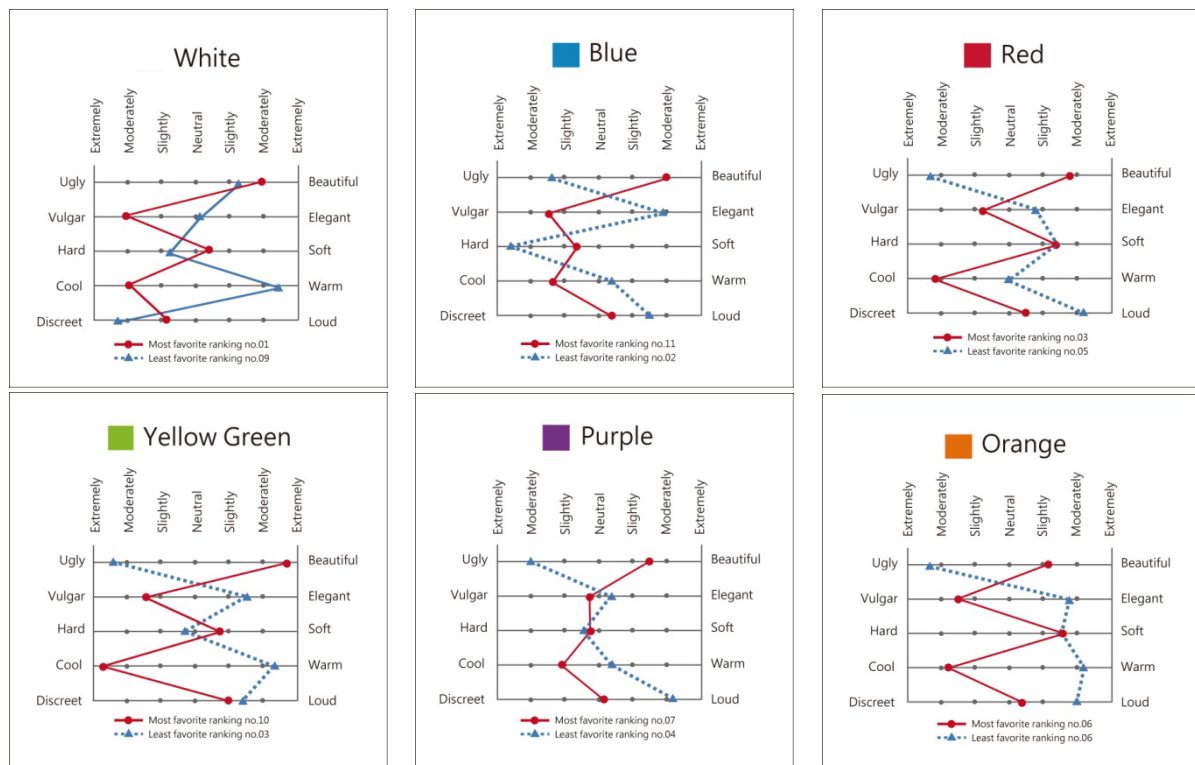 White
Extremely
Moderately
Slightly
Neutral
Slightly
Moderately
Extremely
Ugly
Beautiful
Vulgar
Elegant
Hard
Soft
Cool
Warm
Discreet
Loud
Most favorite ranking no.01
Least favorite ranking no.09
Blue
Extremely
Moderately
Slightly
Neutral
Slightly
Moderately
Extremely
Ugly
Beautiful
Vulgar
Elegant
Hard
Soft
Cool
Warm
Discreet
Loud
Most favorite ranking no.11
Least favorite ranking no.02
Red
Extremely
Moderately
Slightly
Neutral
Slightly
Moderately
Extremely
Ugly
Beautiful
Vulgar
Elegant
Hard
Soft
Cool
Warm
Discreet
Loud
Most favorite ranking no.03
Least favorite ranking no.05
Yellow Green
Extremely
Moderately
Slightly
Neutral
Slightly
Moderately
Extremely
Ugly
Beautiful
Vulgar
Elegant
Hard
Soft
Cool
Warm
Discreet
Loud
Most favorite ranking no.10
Least favorite ranking no.03
Purple
Extremely
Moderately
Slightly
Neutral
Slightly
Moderately
Extremely
Ugly
Beautiful
Vulgar
Elegant
Hard
Soft
Cool
Warm
Discreet
Loud
Most favorite ranking no.07
Least favorite ranking no.04
Orange
Extremely
Moderately
Slightly
Neutral
Slightly
Moderately
Extremely
Ugly
Beautiful
Vulgar
Elegant
Hard
Soft
Cool
Warm
Discreet
Loud
Most favorite ranking no.06
Least favorite ranking no.06